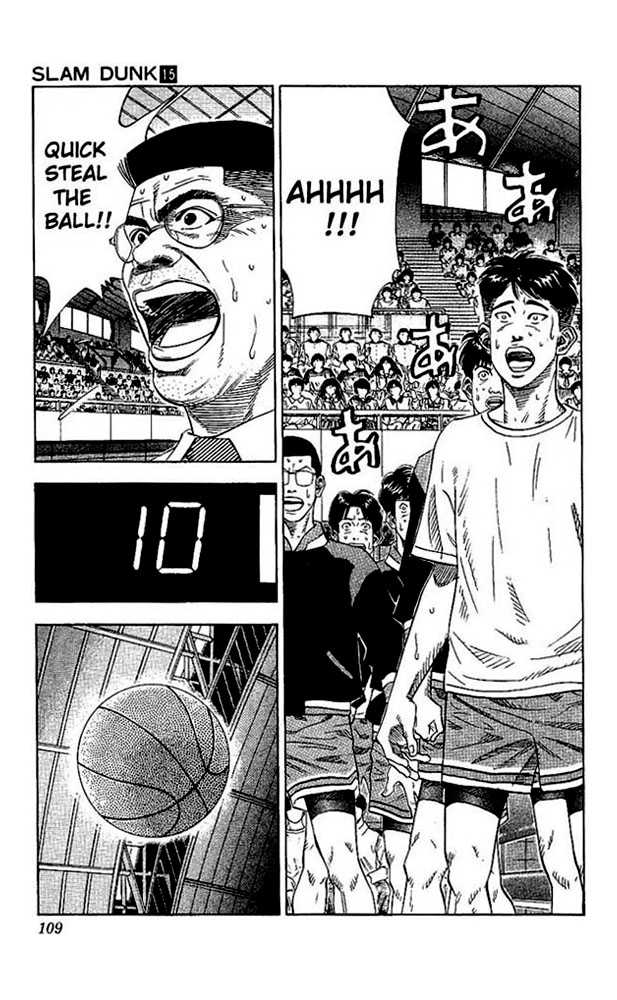 SLAM DUNK 15
AHHHH
!!!
あ
あ
あ
あ
QUICK
STEAL
THE
BALL!!
10
109